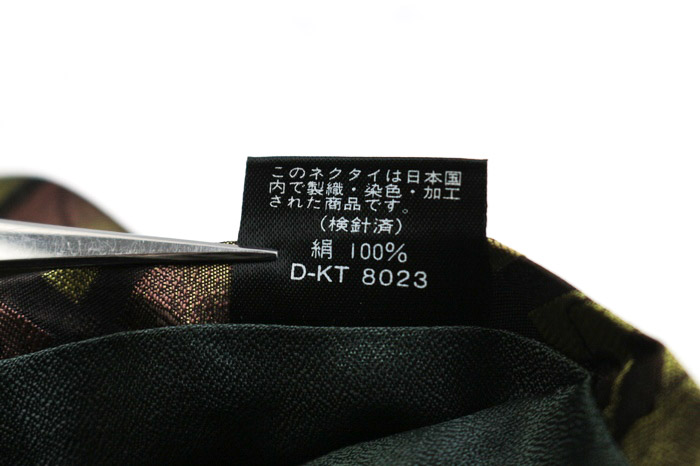 このネクタイは日本国
内で製織・染色・加工
された商品です。
(検針済)
絹 100%
D-KT 8023